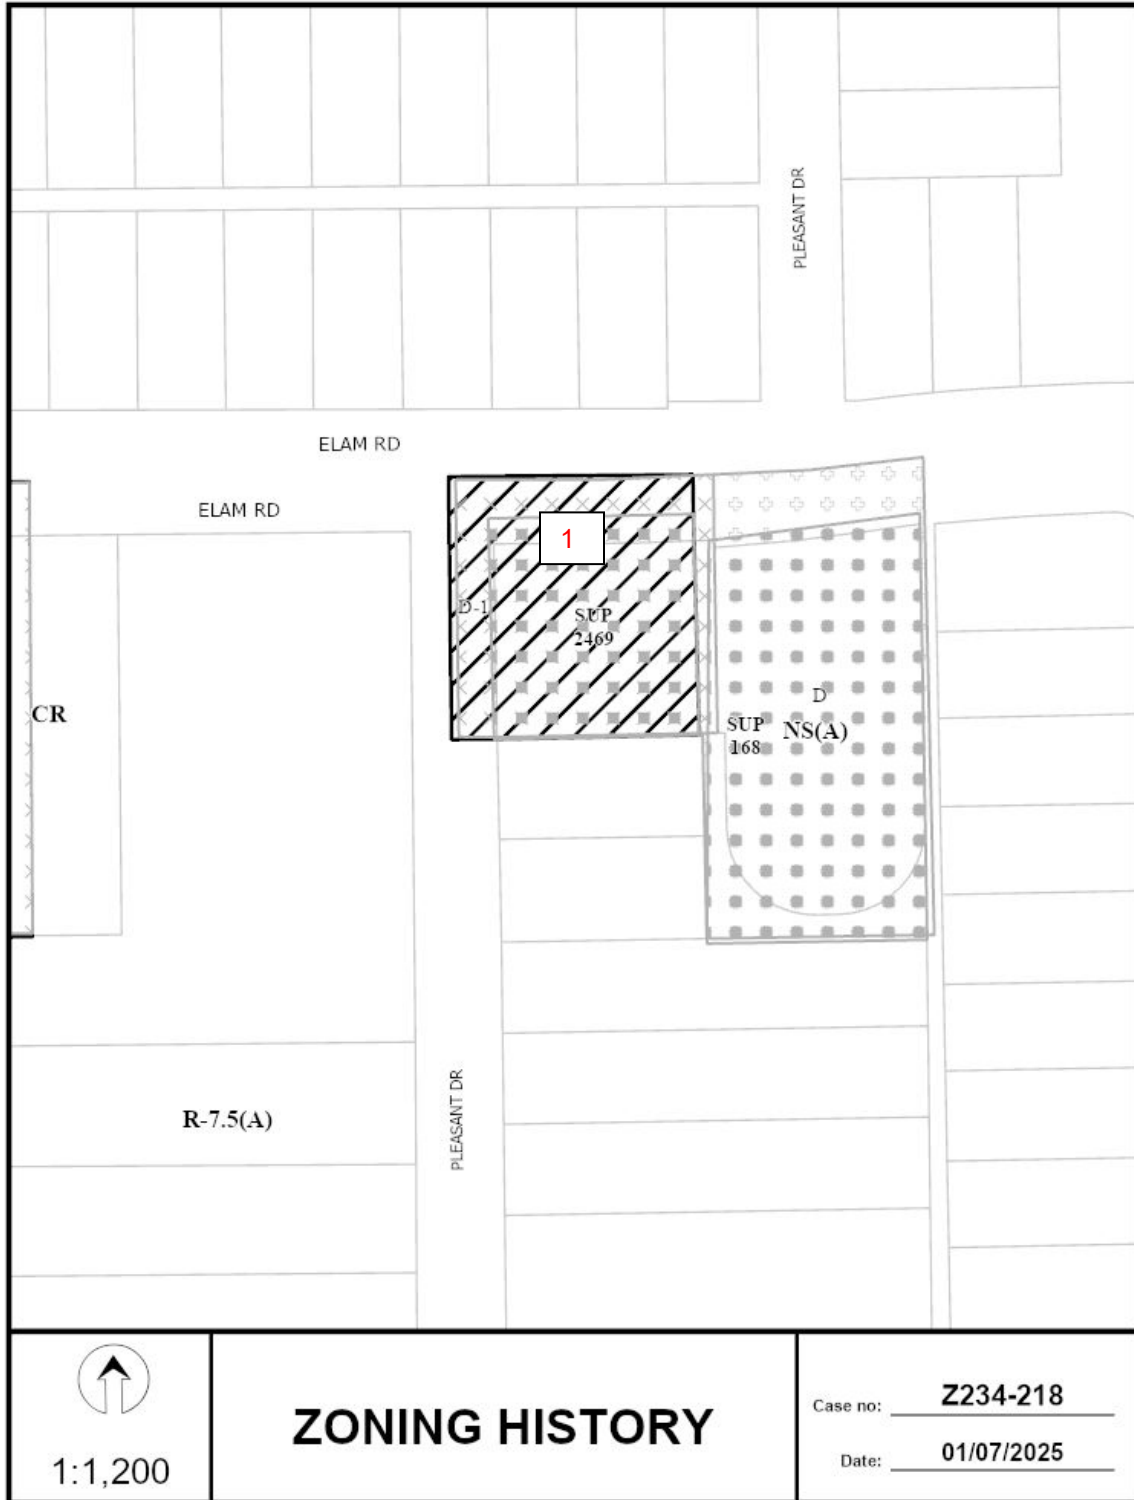 PLEASANT DR
ELAM RD
ELAM RD
1
D-1
SUP
2469
CR
D
SUP
168
NS(A)
PLEASANT DR
R-7.5(A)
1:1,200
ZONING HISTORY
Case no: Z234-218
Date: 01/07/2025